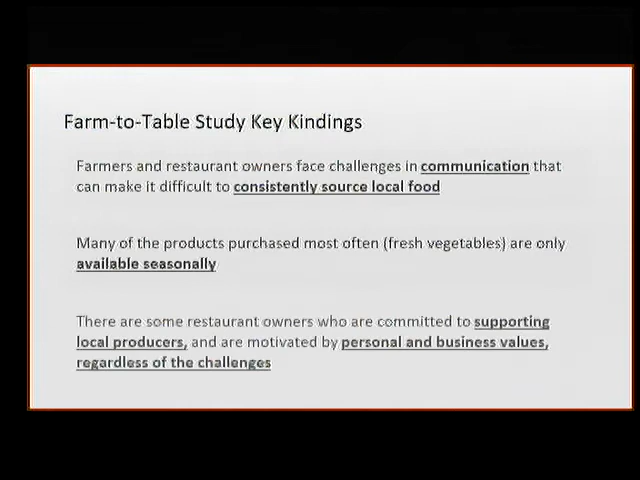 Farm-to-Table Study Key Kindings
Farmers and restaurant owners face challenges in communication that
can make it difficult to consistently source local food
Many of the products purchased most often (fresh vegetables) are only
available seasonally
There are some restaurant owners who are committed to supporting
local producers, and are motivated by personal and business values,
regardless of the challenges